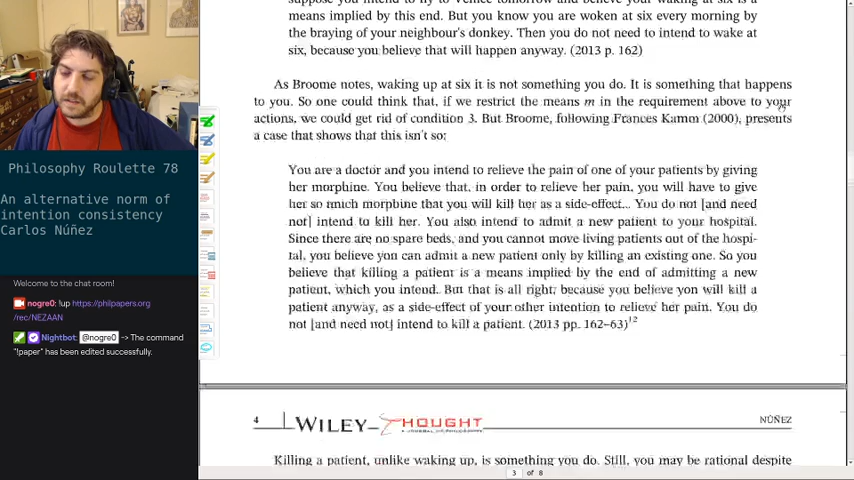 suppose you intend to fly to Venice tomorrow and believe waking at six is a
means implied by this end. But you know you are woken at six every morning by
the braying of your neighbour's donkey. Then you do not need to intend to wake at
six, because you believe that will happen anyway. (2013 p. 162)
As Broome notes, waking up at six it is not something you do. It is something that happens
to you. So one could think that, if we restrict the means m in the requirement above to your
actions, we could get rid of condition 3. But Broome, following Frances Kamm (2000), presents
a case that shows that this isn't so:
You are a doctor and you intend to relieve the pain of one of your patients by giving
her morphine. You believe that, in order to relieve her pain, you will have to give
her so much morphine that you will kill her as a side-effect... You do not [and need
not] intend to kill her. You also intend to admit a new patient to your hospital.
Since there are no spare beds, and you cannot move living patients out of the hospi-
tal, you believe you can admit a new patient only by killing an existing one. So you
believe that killing a patient is a means implied by the end of admitting a new
patient, which you intend. But that is all right, because you believe you will kill a
patient anyway, as a side-effect of your other intention to relieve her pain. You do
not [and need not] intend to kill a patient. (2013 pp. 162–63)12
4 WILEY THOUGHT NÚÑEZ
Killing a patient, unlike waking up, is something you do. Still, you may be rational despite
3 of 8
Philosophy Roulette 78
An alternative norm of
intention consistency
Carlos Núñez
Welcome to the chat room!
nogre0: !up https://philpapers.org
/rec/NEZAAN
Nightbot: @nogre0 -> The command
"!paper" has been edited successfully.